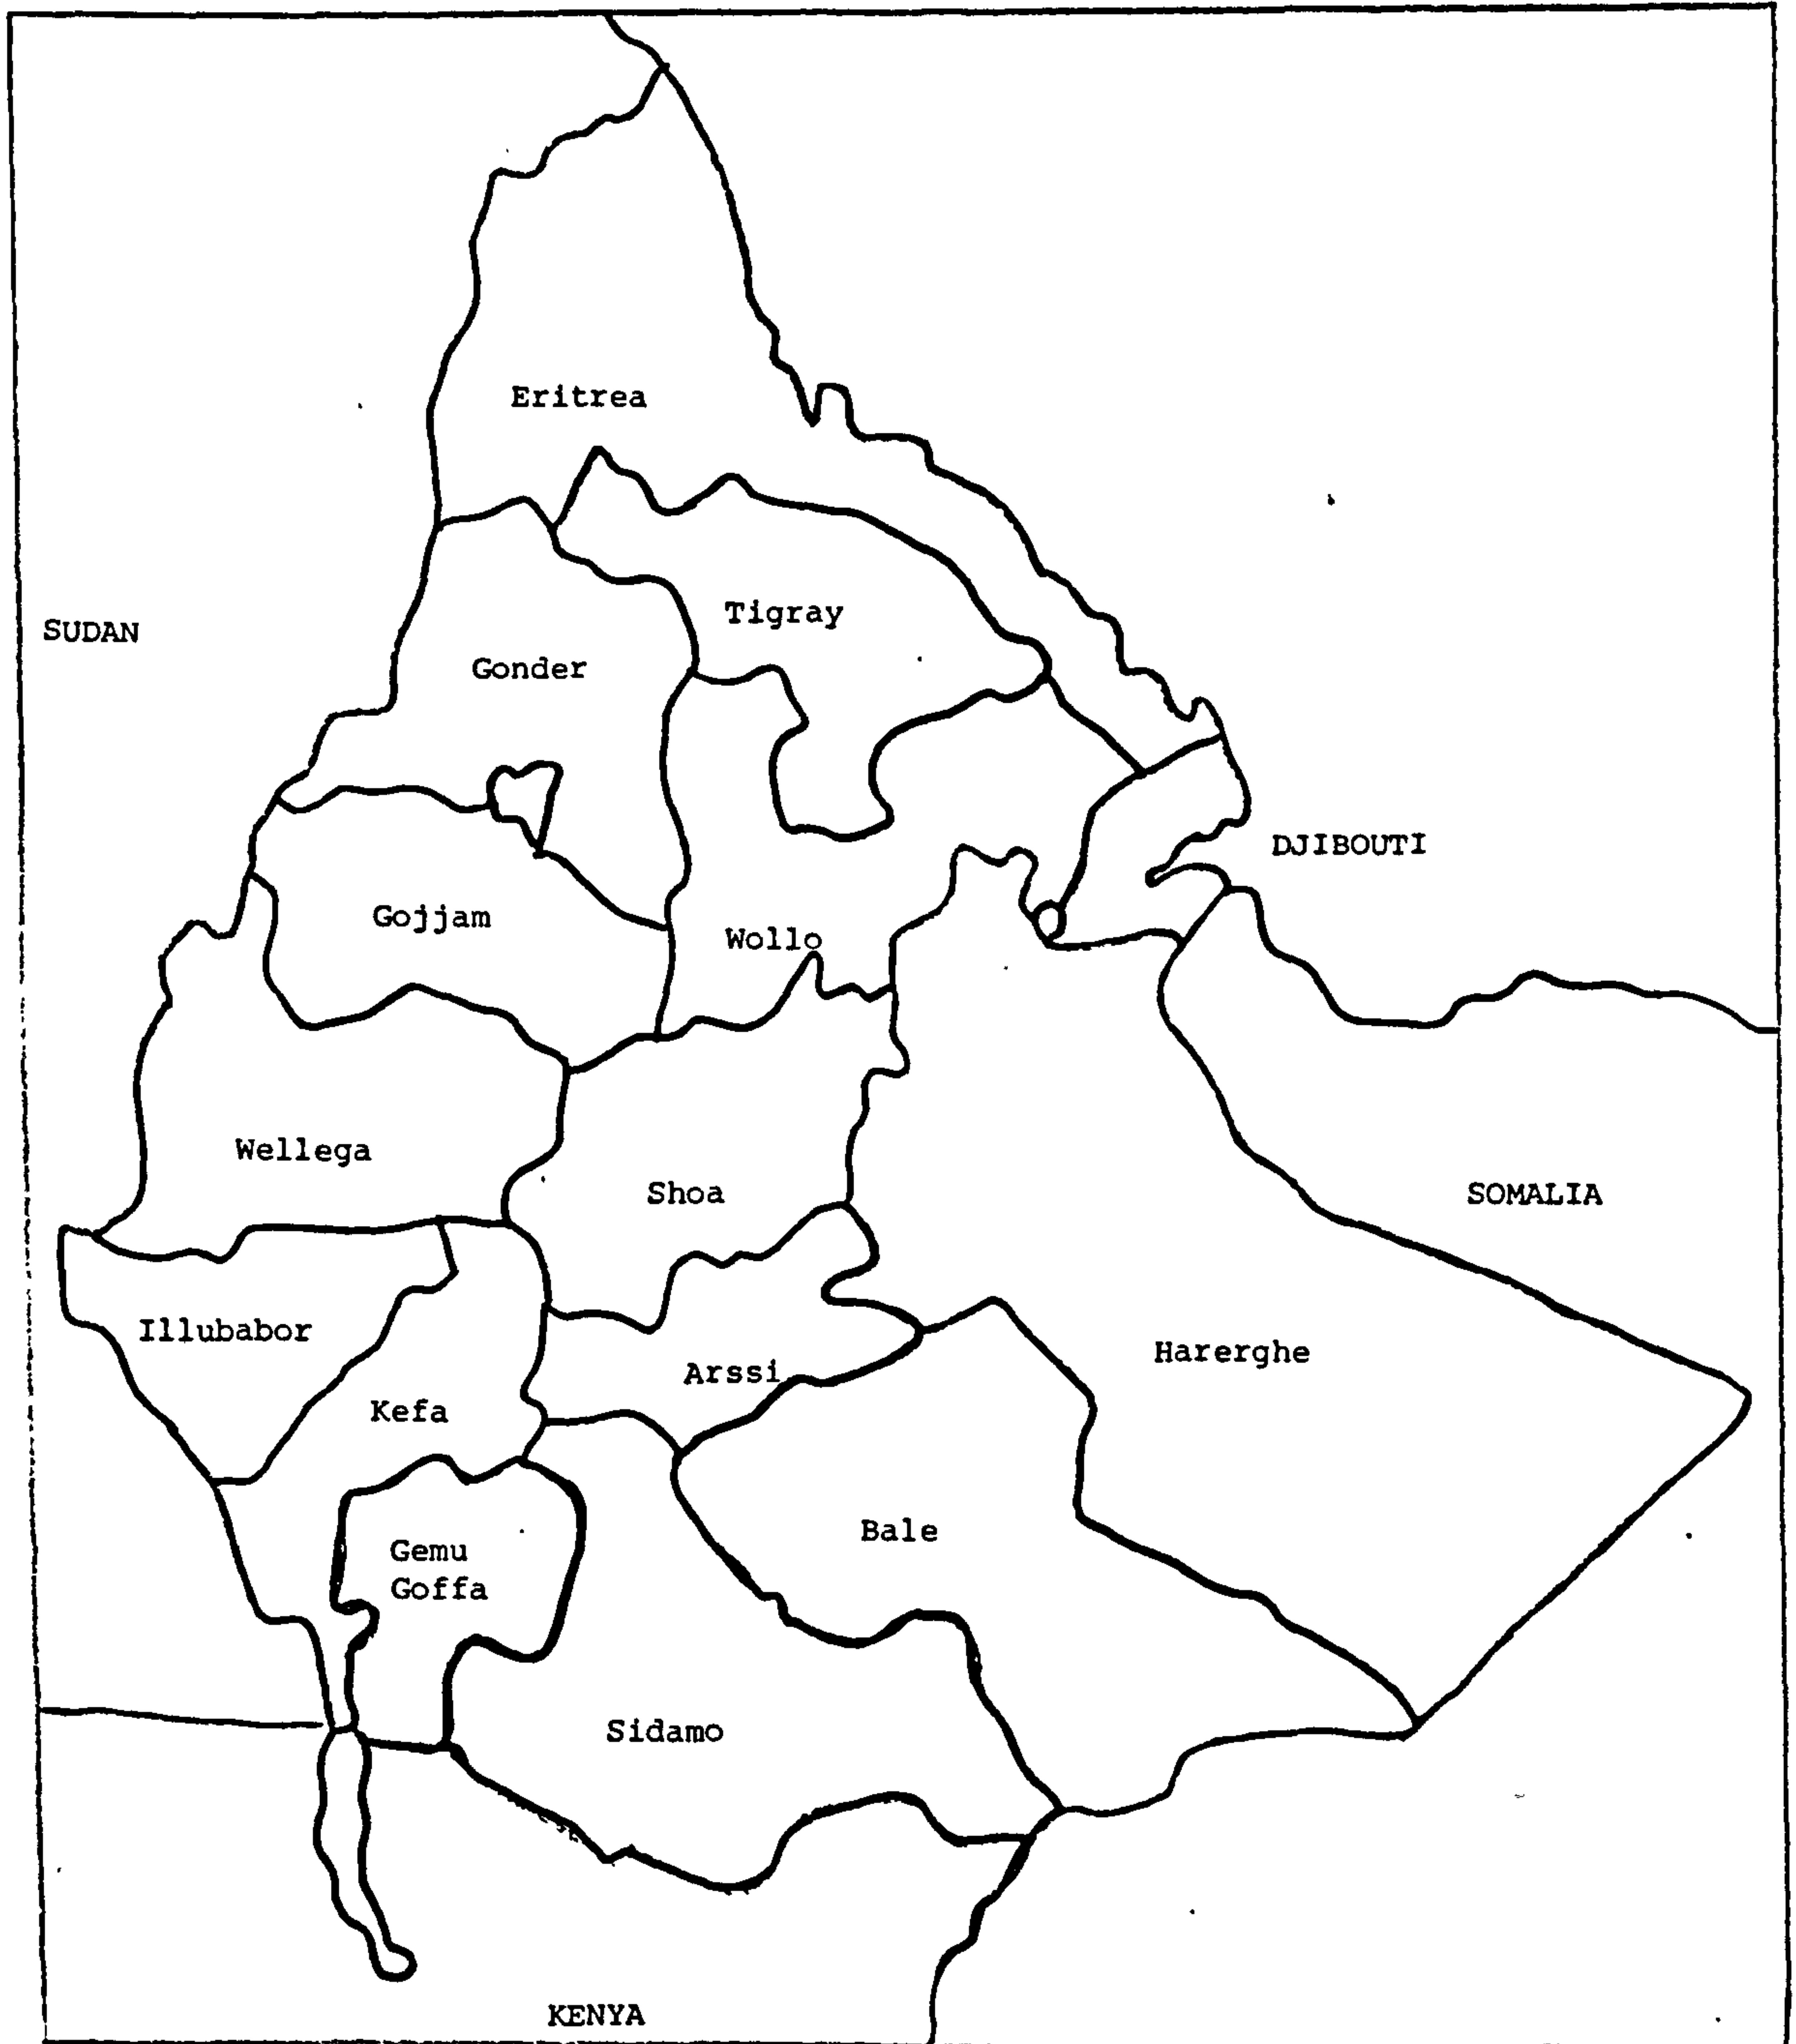 Eritrea
Tigray
SUDAN
Gonder
DJIBOUTI
Gojjam
Wollo
Wellega
Shoa
SOMALIA
Illubabor
Harerghe
Arssi
Kefa
Bale
Gemu
Goffa
Sidamo
KENYA